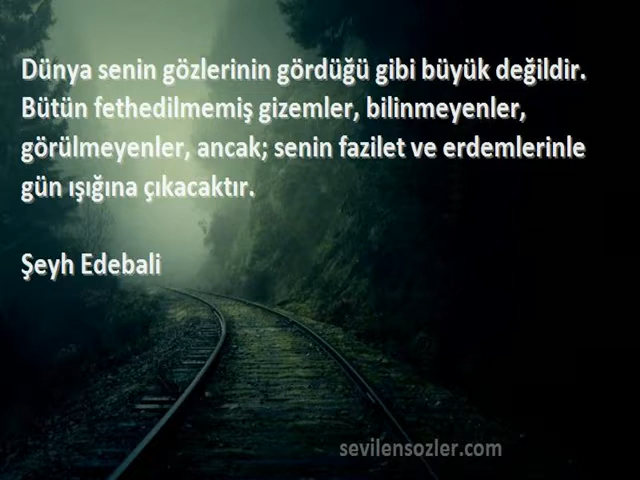 Dünya senin gözlerinin gördüğü gibi büyük değildir.
Bütün fethedilmemiş gizemler, bilinmeyenler,
görülmeyenler, ancak; senin fazilet ve erdemlerinle
gün ışığına çıkacaktır.
Şeyh Edebali
sevilensozler.com